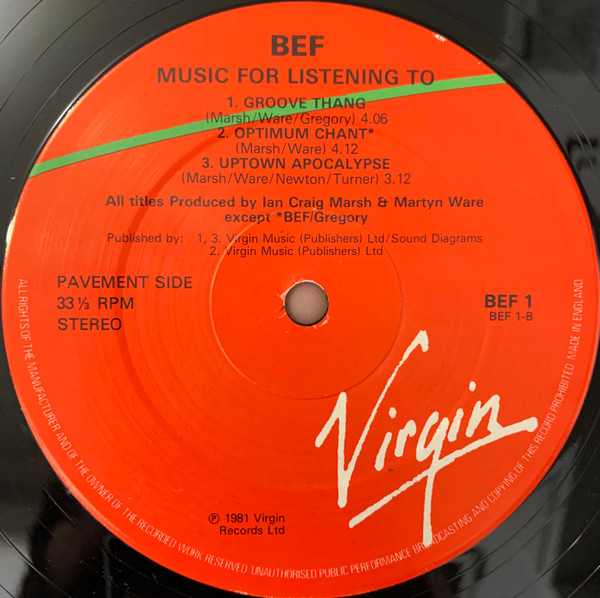 BEF
MUSIC FOR LISTENING TO
1. GROOVE THANG
(Marsh/Ware/Gregory) 4.06
2. OPTIMUM CHANT*
(Marsh/Ware) 4.12
3. UPTOWN APOCALYPSE
(Marsh/Ware/Newton/Turner) 3.12
All titles Produced by Ian Craig Marsh & Martyn Ware
except *BEF/Gregory
Published by: 1, 3. Virgin Music (Publishers) Ltd/Sound Diagrams
2. Virgin Music (Publishers) Ltd
PAVEMENT SIDE
33 ⅓ RPM
STEREO
BEF 1
BEF 1-B
Virgin
℗ 1981 Virgin
Records Ltd
ALL RIGHTS OF THE MANUFACTURER AND OF THE OWNER OF THE RECORDED WORK RESERVED UNAUTHORISED PUBLIC PERFORMANCE BROADCASTING AND COPYING OF THIS RECORD PROHIBITED MADE IN ENGLAND